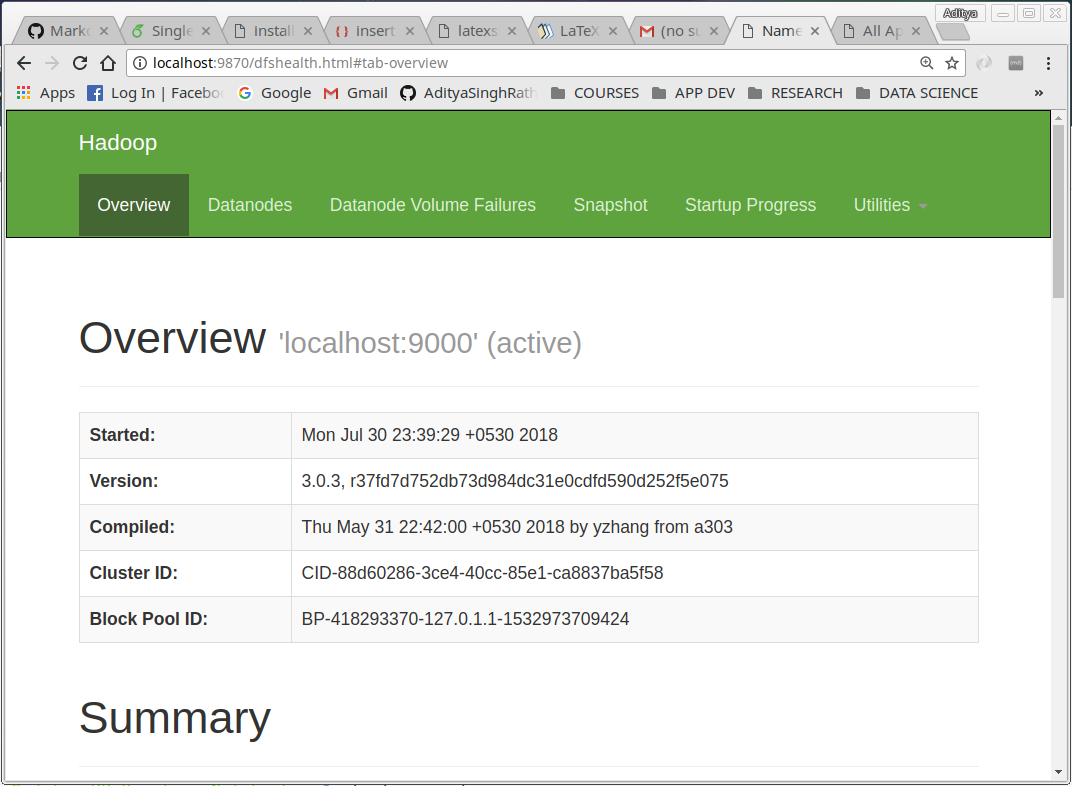 Aditya
Marko Single Install insert latexs LaTeX (no su Name All Ap
localhost:9870/dfshealth.html#tab-overview
Apps Log In | Facebo Google Gmail AdityaSinghRath COURSES APP DEV RESEARCH DATA SCIENCE »
Hadoop
Overview Datanodes Datanode Volume Failures Snapshot Startup Progress Utilities
Overview 'localhost:9000' (active)
Started: Mon Jul 30 23:39:29 +0530 2018
Version: 3.0.3, r37fd7d752db73d984dc31e0cdfd590d252f5e075
Compiled: Thu May 31 22:42:00 +0530 2018 by yzhang from a303
Cluster ID: CID-88d60286-3ce4-40cc-85e1-ca8837ba5f58
Block Pool ID: BP-418293370-127.0.1.1-1532973709424
Summary